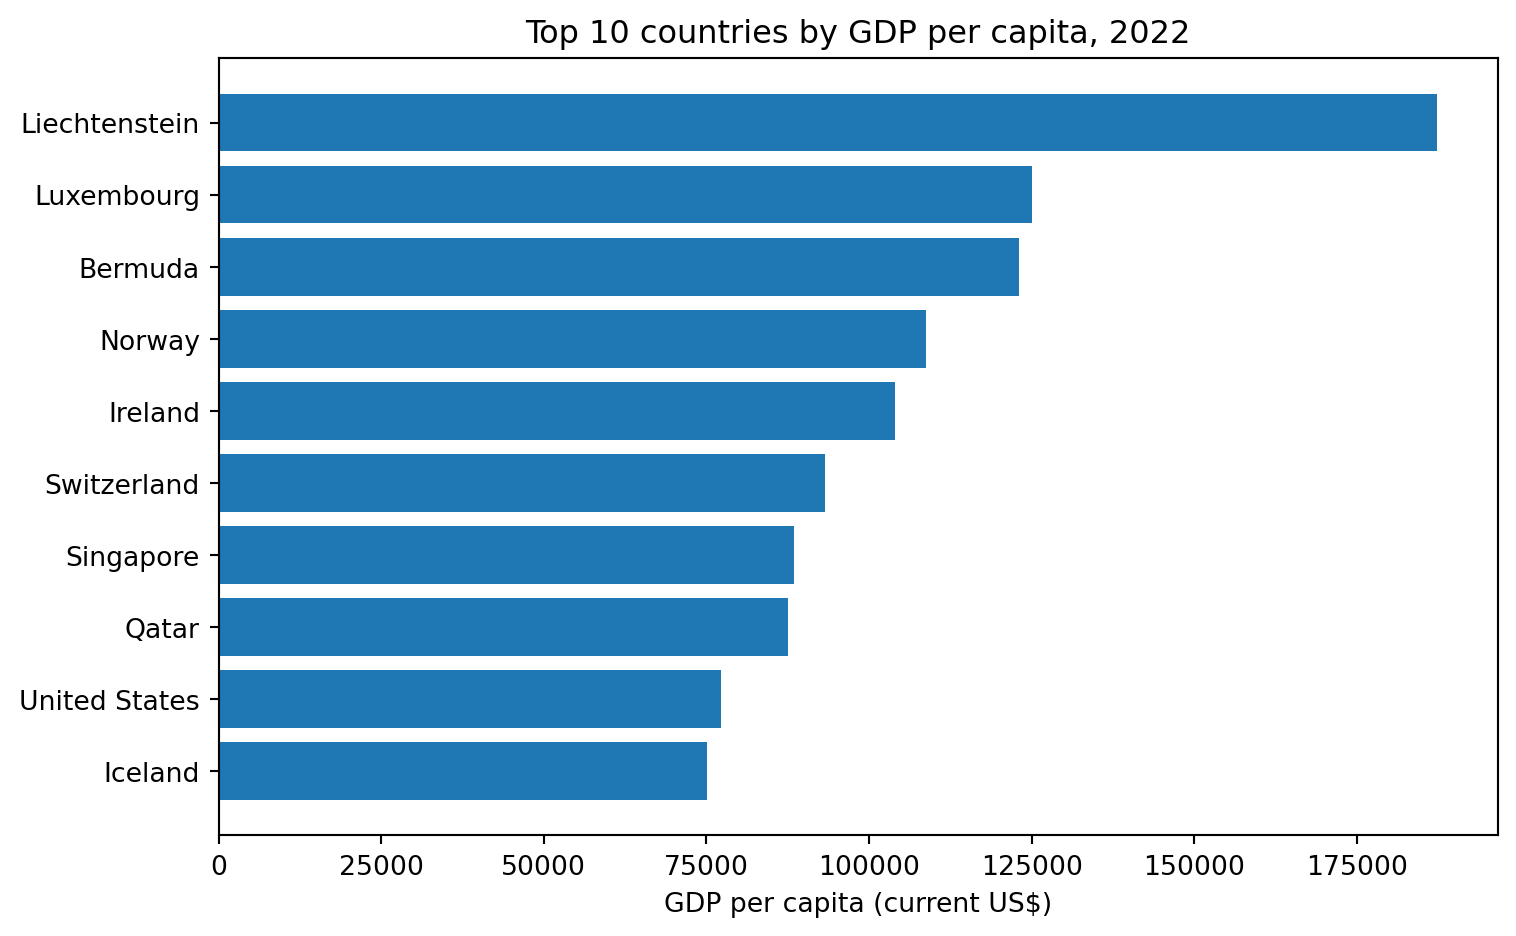 Top 10 countries by GDP per capita, 2022
Liechtenstein
Luxembourg
Bermuda
Norway
Ireland
Switzerland
Singapore
Qatar
United States
Iceland
0 25000 50000 75000 100000 125000 150000 175000
GDP per capita (current US$)